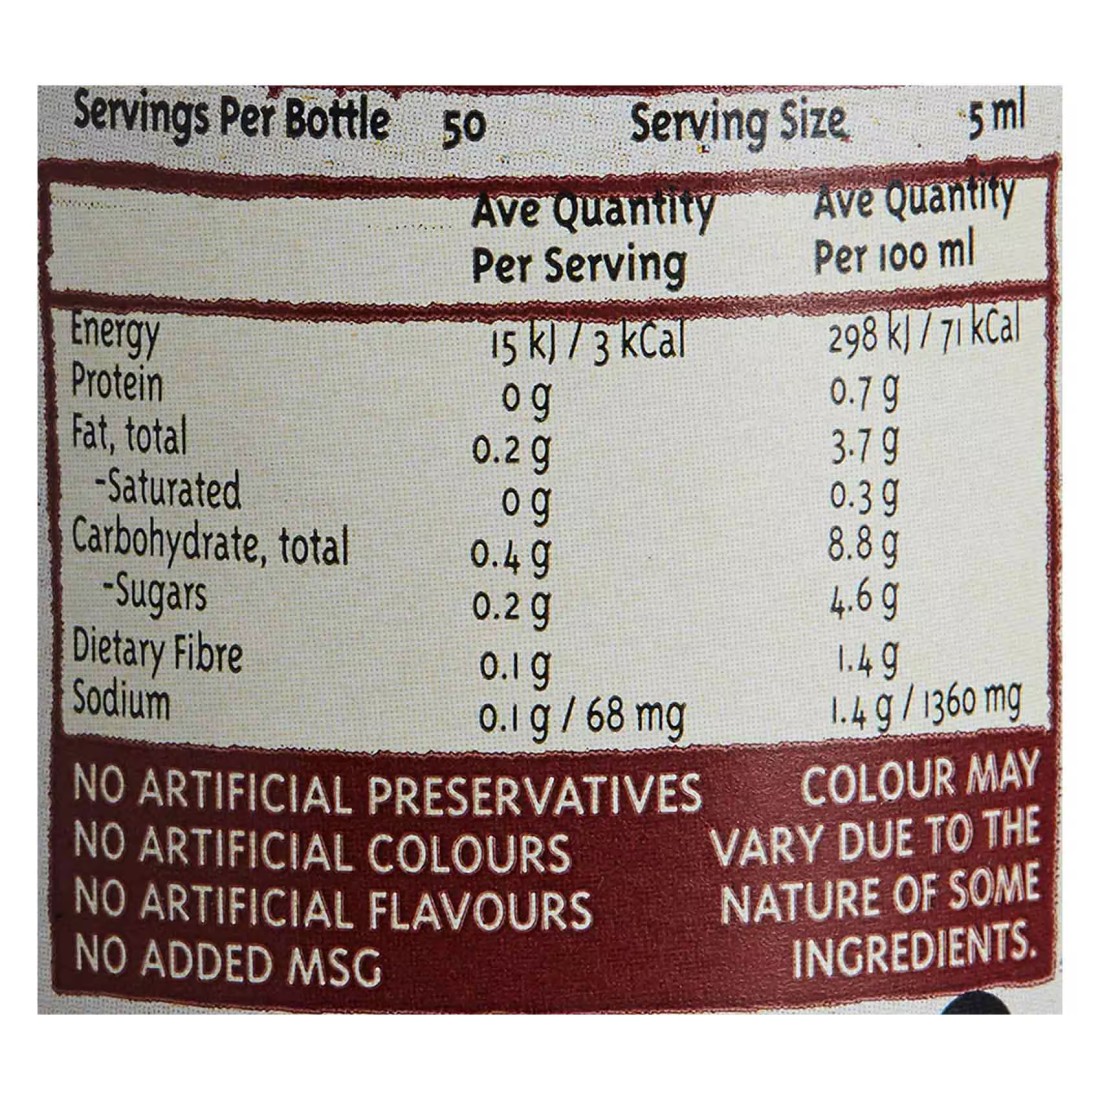 Servings Per Bottle 50 Serving Size 5 ml
Ave Quantity Ave Quantity
Per Serving Per 100 ml
Energy 15 kJ / 3 kCal 298 kJ / 71 kCal
Protein 0 g 0.7 g
Fat, total 0.2 g 3.7 g
-Saturated 0 g 0.3 g
Carbohydrate, total 0.4 g 8.8 g
-Sugars 0.2 g 4.6 g
Dietary Fibre 0.1 g 1.4 g
Sodium 0.1 g / 68 mg 1.4 g / 1360 mg
NO ARTIFICIAL PRESERVATIVES
NO ARTIFICIAL COLOURS
NO ARTIFICIAL FLAVOURS
NO ADDED MSG
COLOUR MAY
VARY DUE TO THE
NATURE OF SOME
INGREDIENTS.